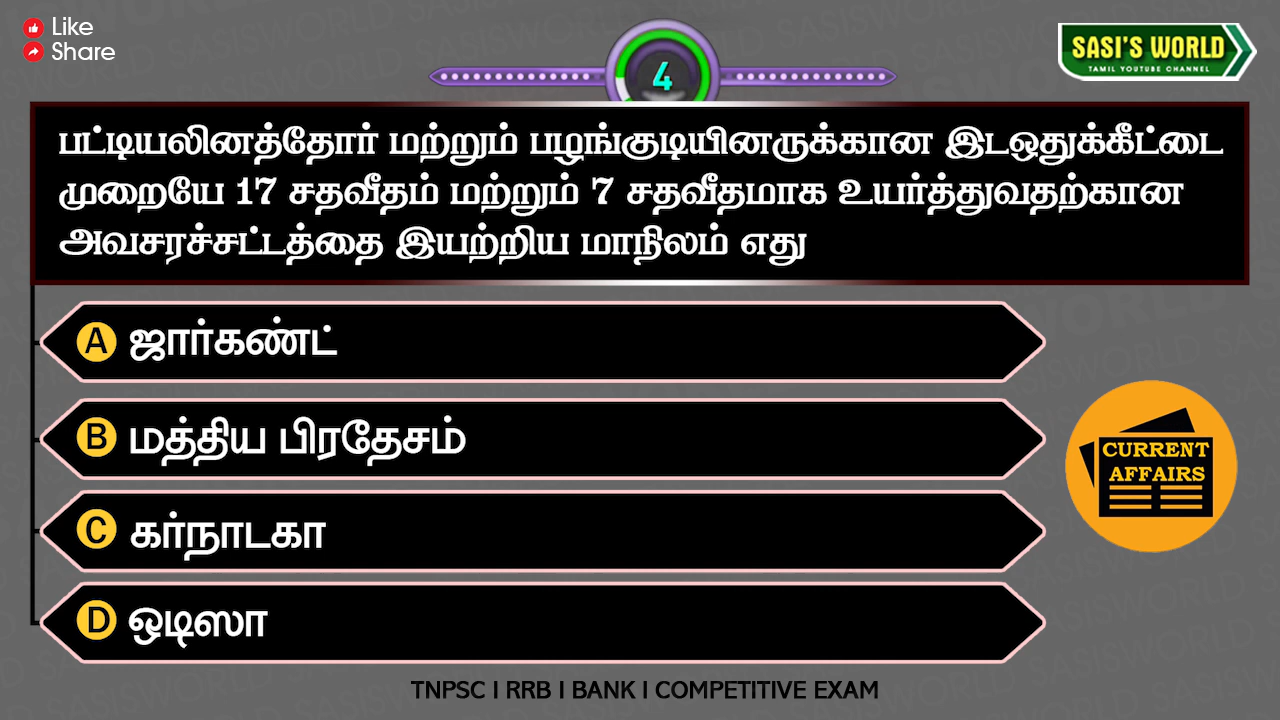 Like
Share
4
SASI'S WORLD
TAMIL YOUTUBE CHANNEL
பட்டியலினத்தோர் மற்றும் பழங்குடியினருக்கான இடஒதுக்கீட்டை
முறையே 17 சதவீதம் மற்றும் 7 சதவீதமாக உயர்த்துவதற்கான
அவசரச்சட்டத்தை இயற்றிய மாநிலம் எது
A ஜார்கண்ட்
B மத்திய பிரதேசம்
C கர்நாடகா
D ஒடிஸா
CURRENT
AFFAIRS
TNPSC I RRB I BANK I COMPETITIVE EXAM